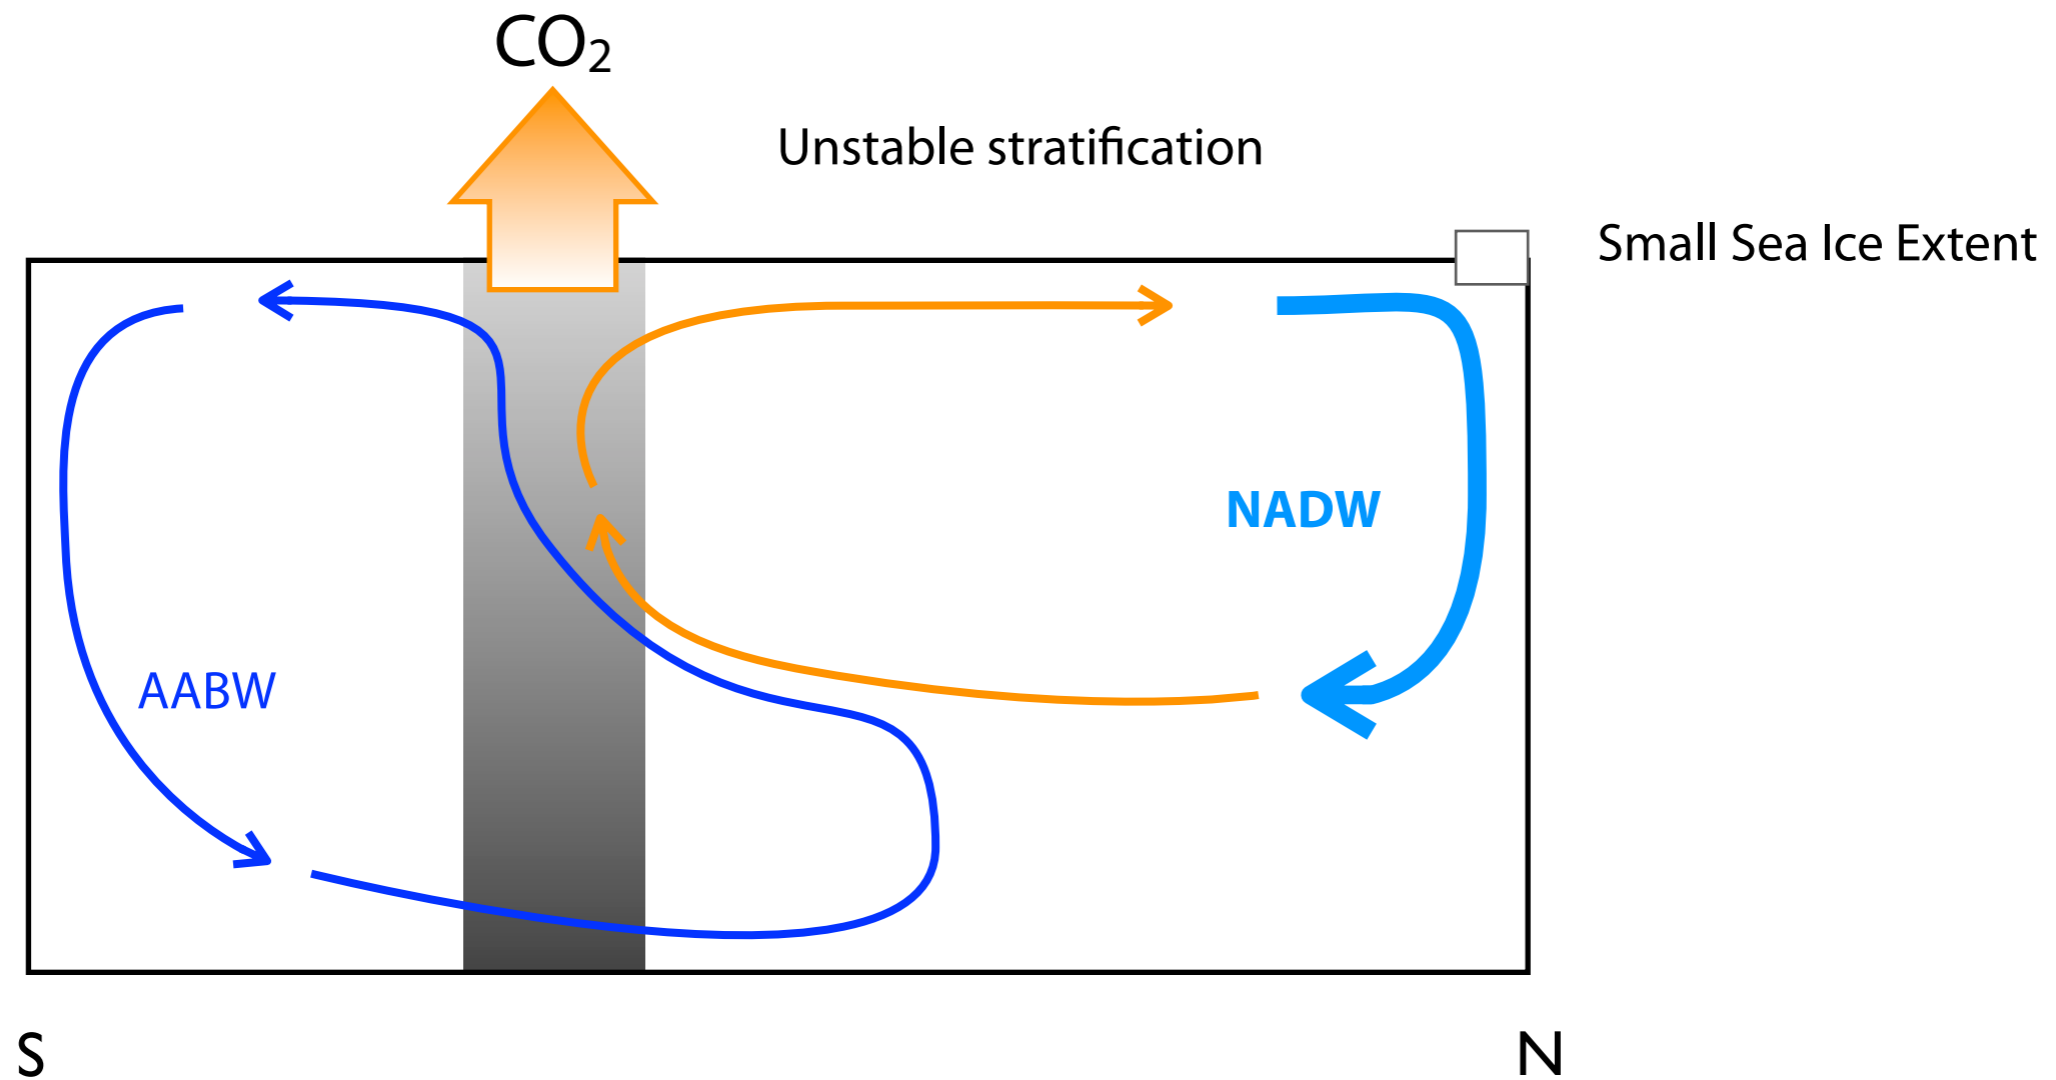 CO₂
Unstable stratification
Small Sea Ice Extent
NADW
AABW
S
N